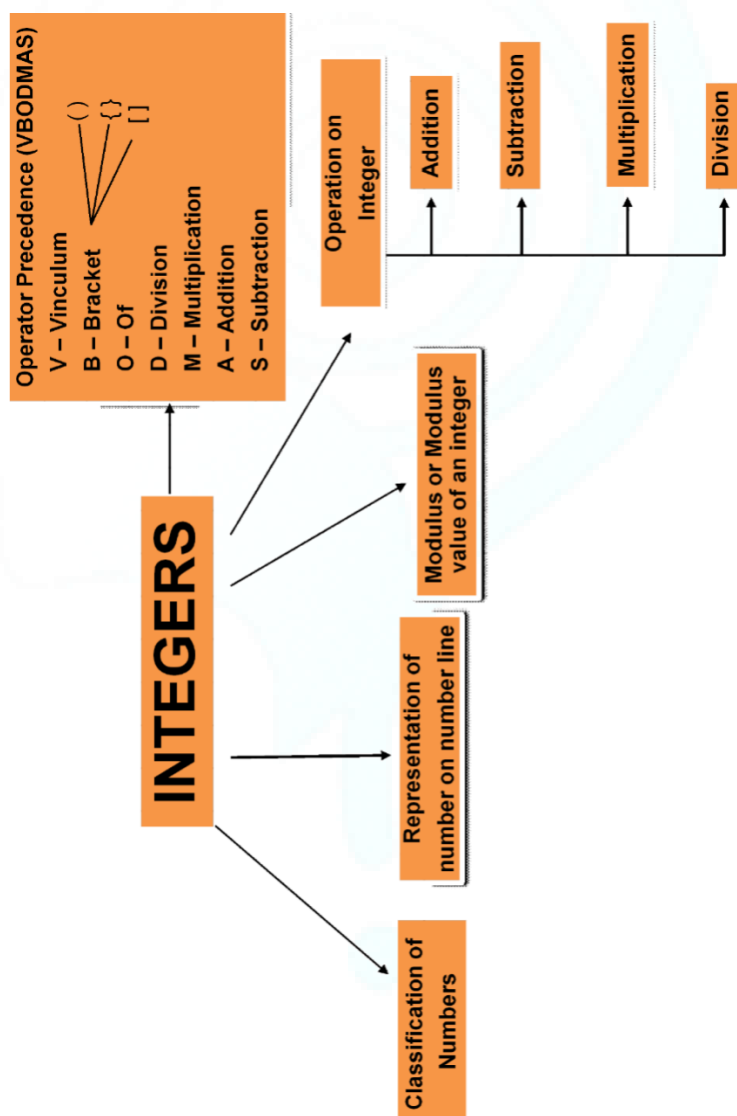 INTEGERS
Operator Precedence (VBODMAS)
V – Vinculum
B – Bracket
( )
{}
[ ]
O – Of
D – Division
M – Multiplication
A – Addition
S – Subtraction
Classification of
Numbers
Representation of
number on number line
Modulus or Modulus
value of an integer
Operation on
Integer
Addition
Subtraction
Multiplication
Division